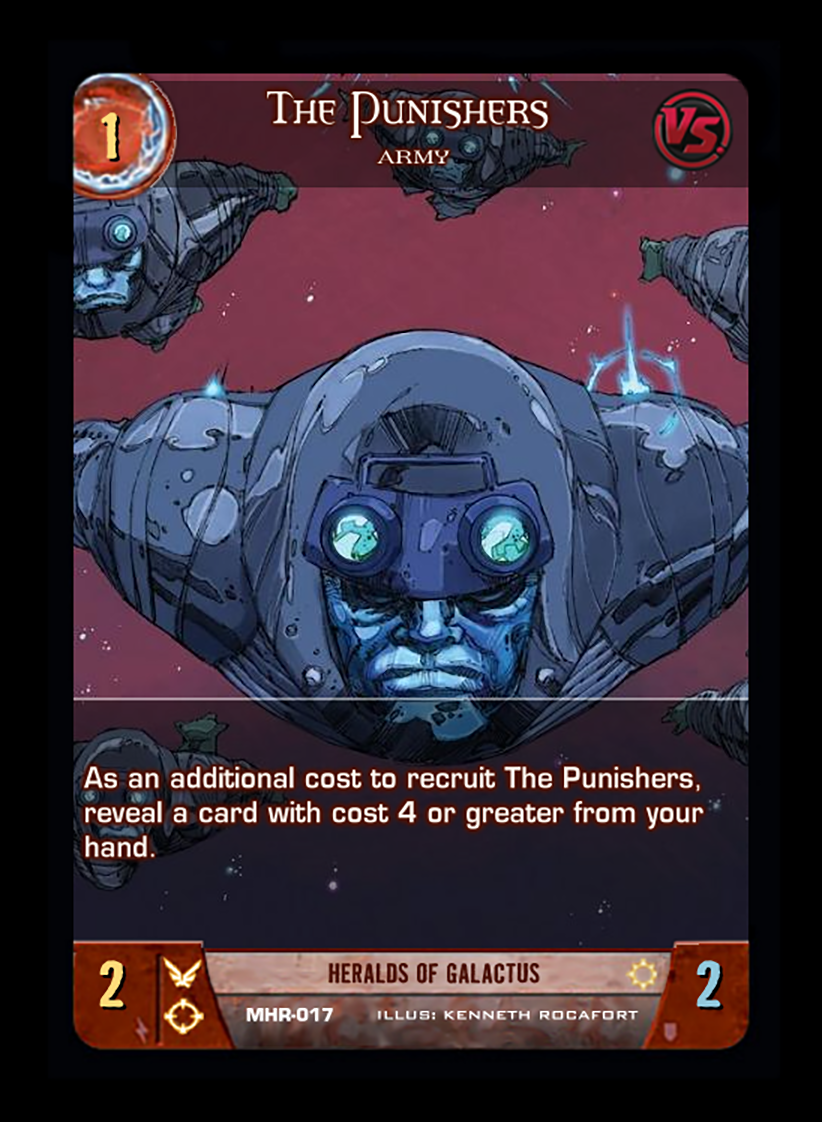 1
THE PUNISHERS
ARMY
VS.
As an additional cost to recruit The Punishers,
reveal a card with cost 4 or greater from your
hand.
2
HERALDS OF GALACTUS
2
MHR-017 ILLUS: KENNETH ROCAFORT